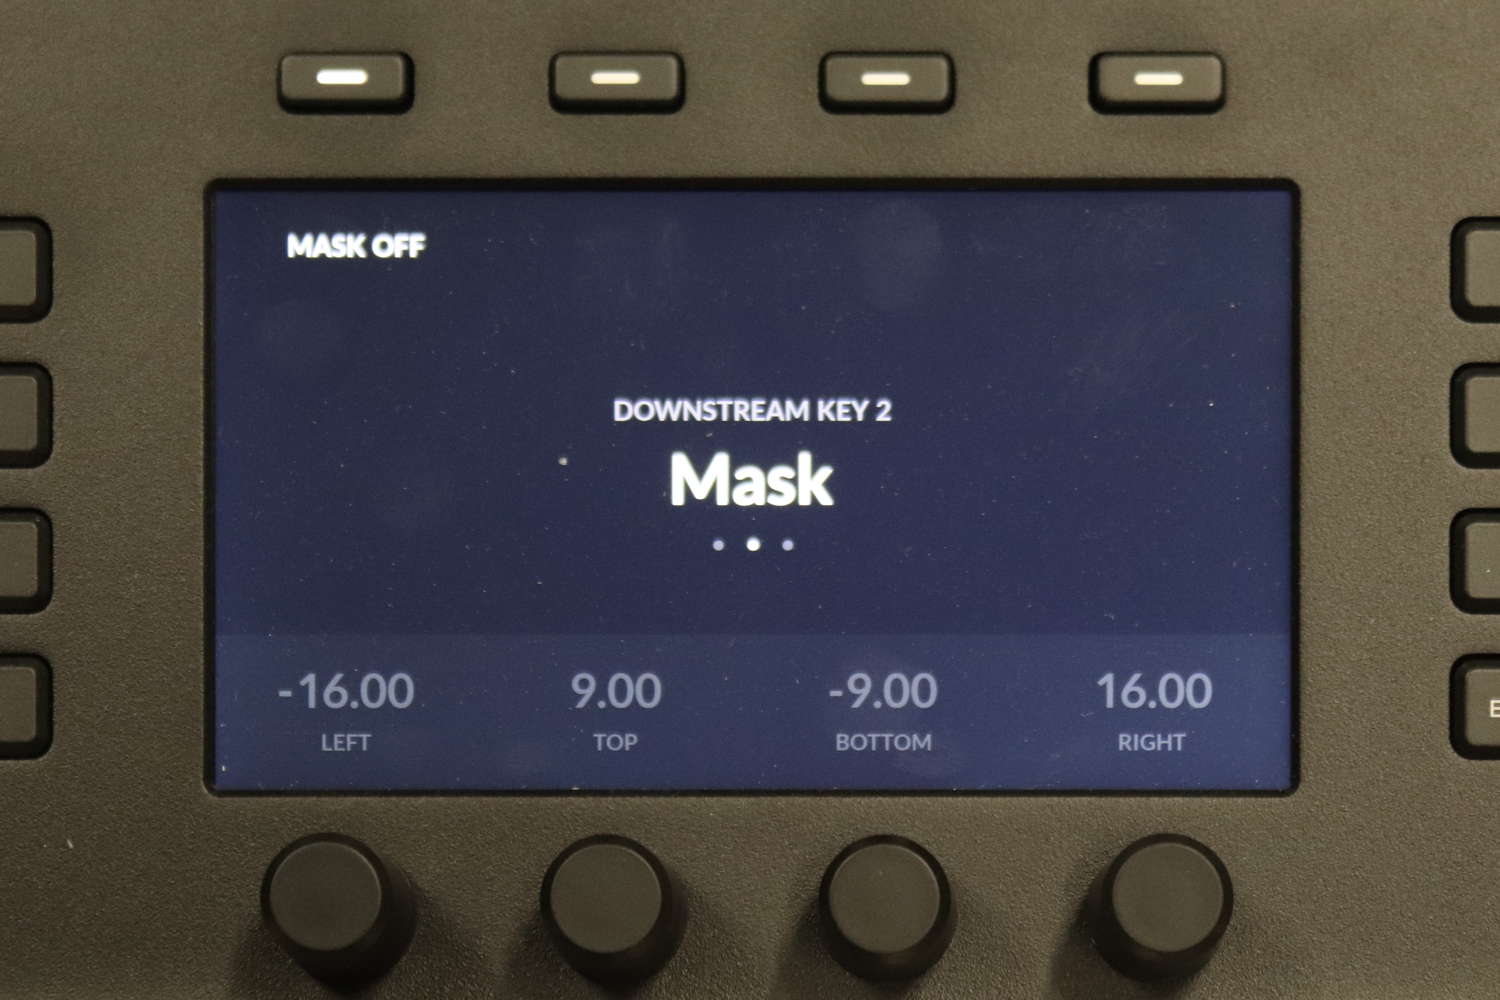 MASK OFF
DOWNSTREAM KEY 2
Mask
-16.00 9.00 -9.00 16.00
LEFT TOP BOTTOM RIGHT